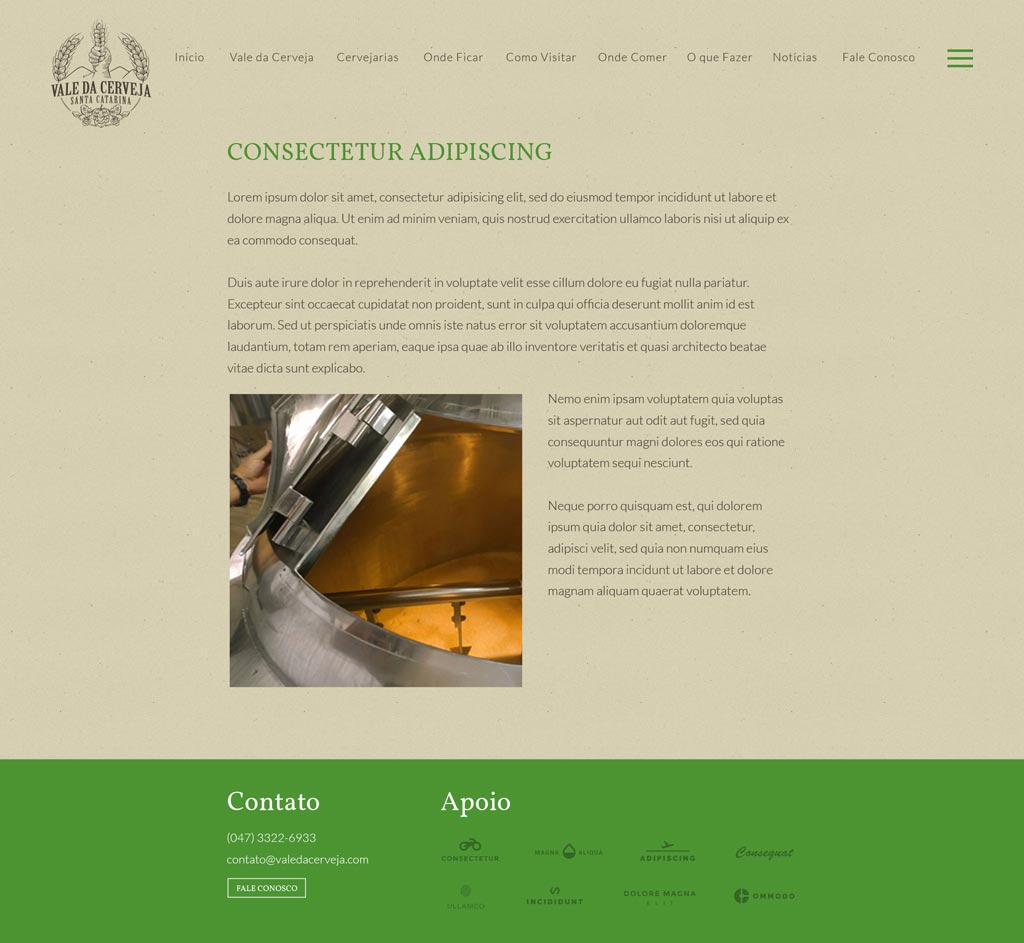 VALE DA CERVEJA
SANTA CATARINA
Início
Vale da Cerveja
Cervejarias
Onde Ficar
Como Visitar
Onde Comer
O que Fazer
Notícias
Fale Conosco
CONSECTETUR ADIPISCING
Lorem ipsum dolor sit amet, consectetur adipisicing elit, sed do eiusmod tempor incididunt ut labore et
dolore magna aliqua. Ut enim ad minim veniam, quis nostrud exercitation ullamco laboris nisi ut aliquip ex
ea commodo consequat.
Duis aute irure dolor in reprehenderit in voluptate velit esse cillum dolore eu fugiat nulla pariatur.
Excepteur sint occaecat cupidatat non proident, sunt in culpa qui officia deserunt mollit anim id est
laborum. Sed ut perspiciatis unde omnis iste natus error sit voluptatem accusantium doloremque
laudantium, totam rem aperiam, eaque ipsa quae ab illo inventore veritatis et quasi architecto beatae
vitae dicta sunt explicabo.
Nemo enim ipsam voluptatem quia voluptas
sit aspernatur aut odit aut fugit, sed quia
consequuntur magni dolores eos qui ratione
voluptatem sequi nesciunt.
Neque porro quisquam est, qui dolorem
ipsum quia dolor sit amet, consectetur,
adipisci velit, sed quia non numquam eius
modi tempora incidunt ut labore et dolore
magnam aliquam quaerat voluptatem.
Contato
(047) 3322-6933
contato@valedacerveja.com
FALE CONOSCO
Apoio
CONSECTETUR
MAGNA ALIQUA
ADIPISCING
Consequat
ULLAMCO
INCIDIDUNT
DOLORE MAGNA
ELIT
OMMODO